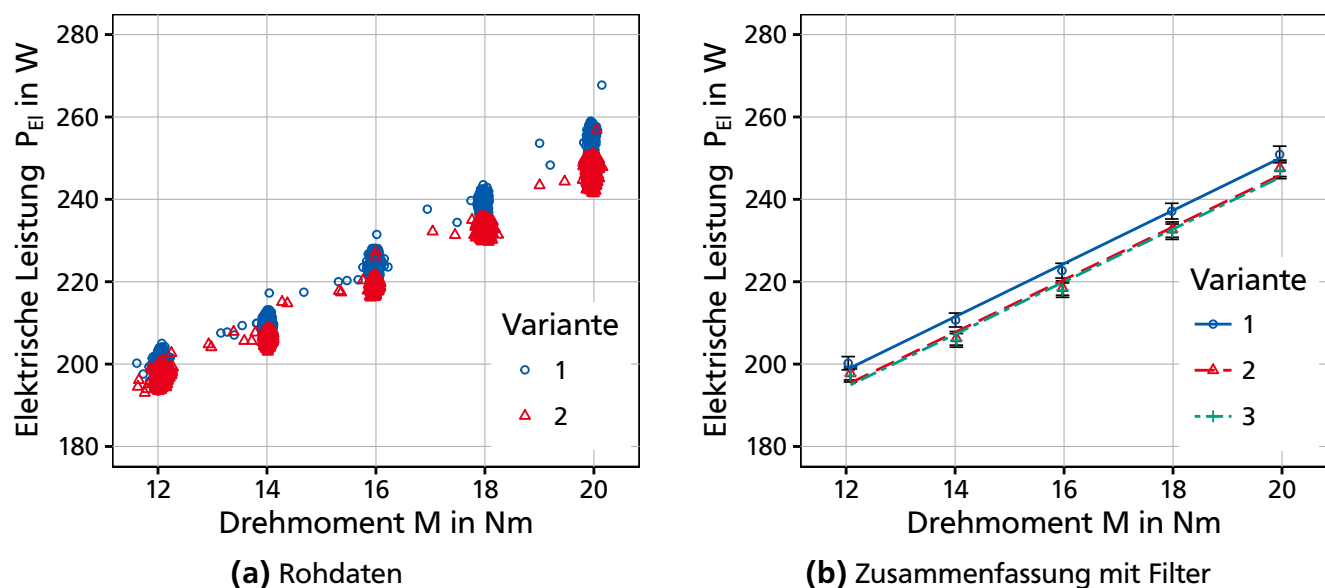 Elektrische Leistung P_El in W
280
260
240
220
200
180
12 14 16 18 20
Drehmoment M in Nm
Variante
1
2
(a) Rohdaten
Elektrische Leistung P_El in W
280
260
240
220
200
180
12 14 16 18 20
Drehmoment M in Nm
Variante
1
2
3
(b) Zusammenfassung mit Filter